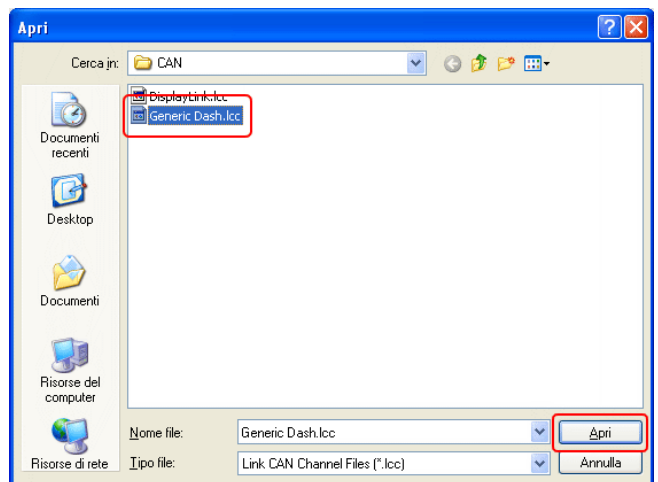 Apri
Cerca in: CAN
DisplayLink.lcc
Generic Dash.lcc
Documenti
recenti
Desktop
Documenti
Risorse del
computer
Risorse di rete
Nome file: Generic Dash.lcc Apri
Tipo file: Link CAN Channel Files (*.lcc) Annulla